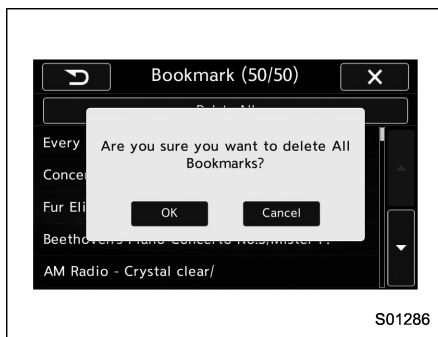 Bookmark (50/50)
Every
Are you sure you want to delete All
Bookmarks?
Concer
Fur Eli
OK
Cancel
AM Radio - Crystal clear/
S01286